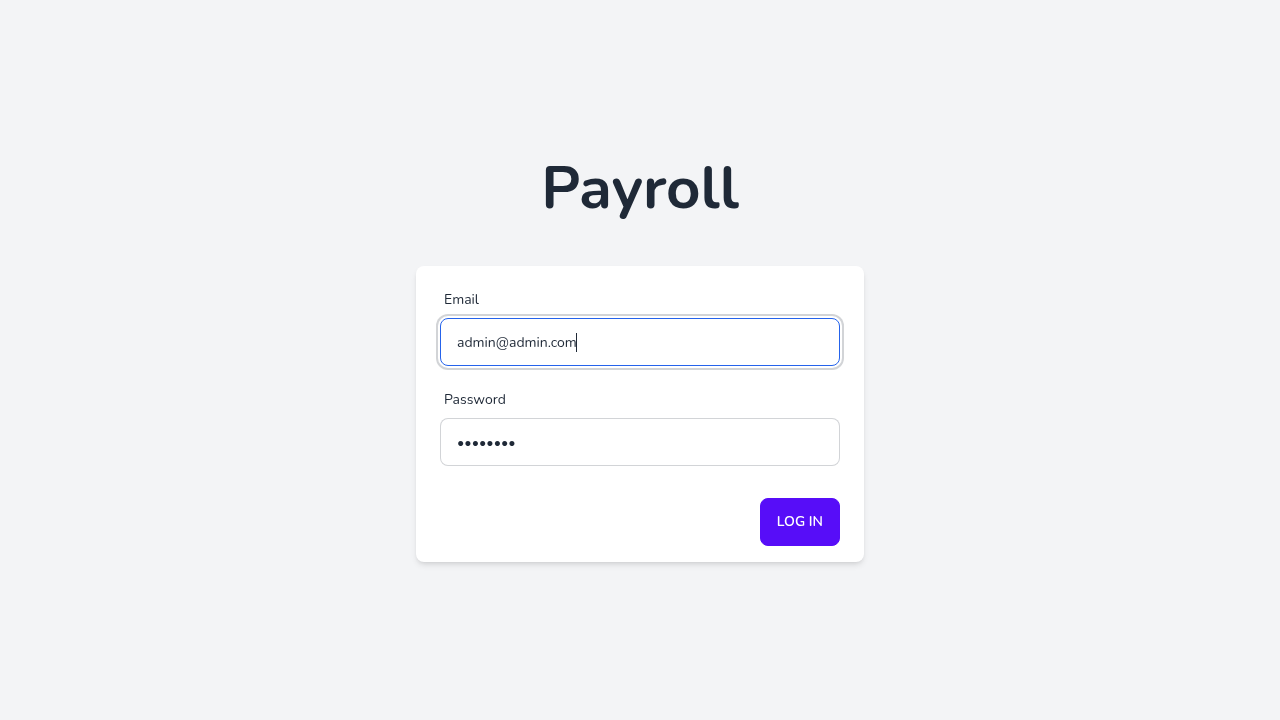 Payroll
Email
admin@admin.com
Password
••••••••
LOG IN